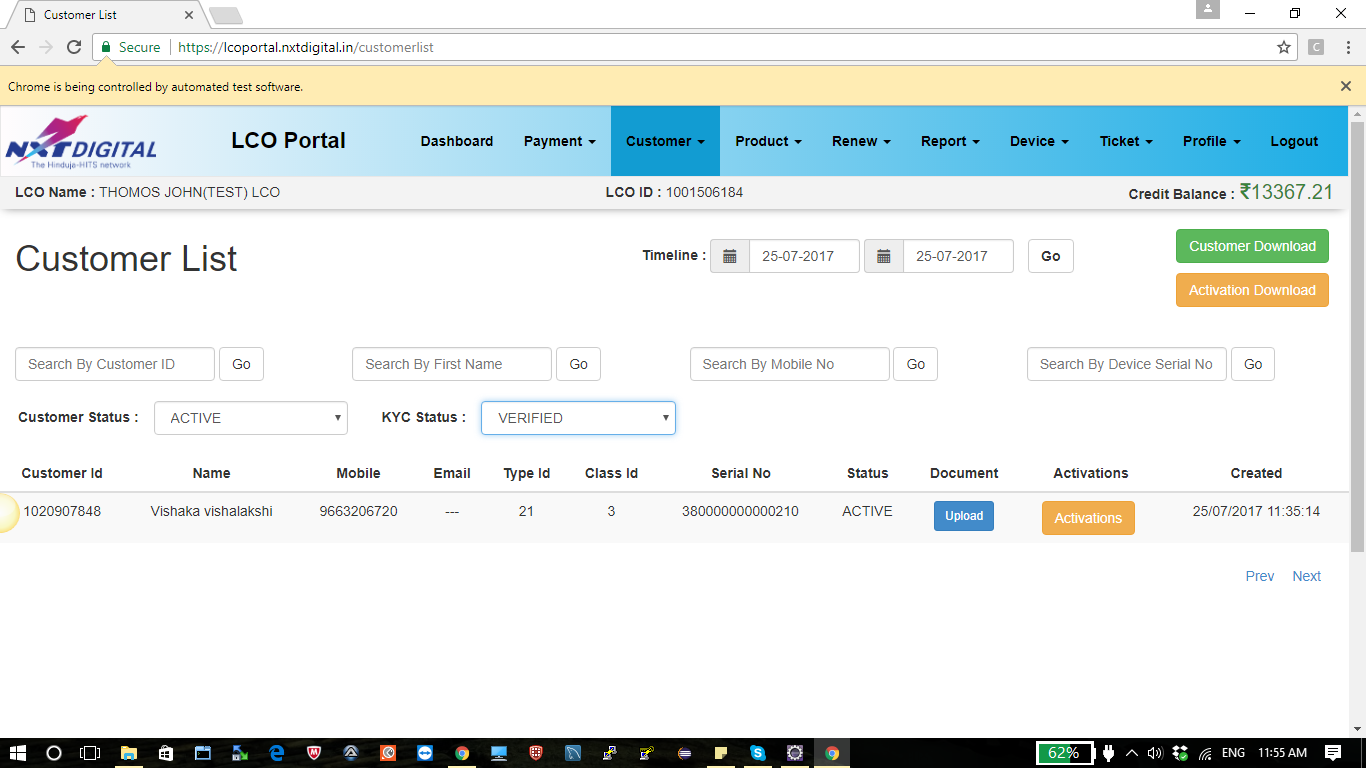 Customer List
Secure https://lcoportal.nxtdigital.in/customerlist
C
Chrome is being controlled by automated test software.
NXTDIGITAL
The Hinduja-HITS network
LCO Portal Dashboard Payment Customer Product Renew Report Device Ticket Profile Logout
LCO Name : THOMOS JOHN(TEST) LCO LCO ID : 1001506184 Credit Balance : ₹13367.21
Customer List Timeline : 25-07-2017 25-07-2017 Go
Customer Download
Activation Download
Search By Customer ID Go Search By First Name Go Search By Mobile No Go Search By Device Serial No Go
Customer Status : ACTIVE KYC Status : VERIFIED
Customer Id Name Mobile Email Type Id Class Id Serial No Status Document Activations Created
1020907848 Vishaka vishalakshi 9663206720 --- 21 3 380000000000210 ACTIVE Upload Activations 25/07/2017 11:35:14
Prev Next
62% ENG 11:55 AM